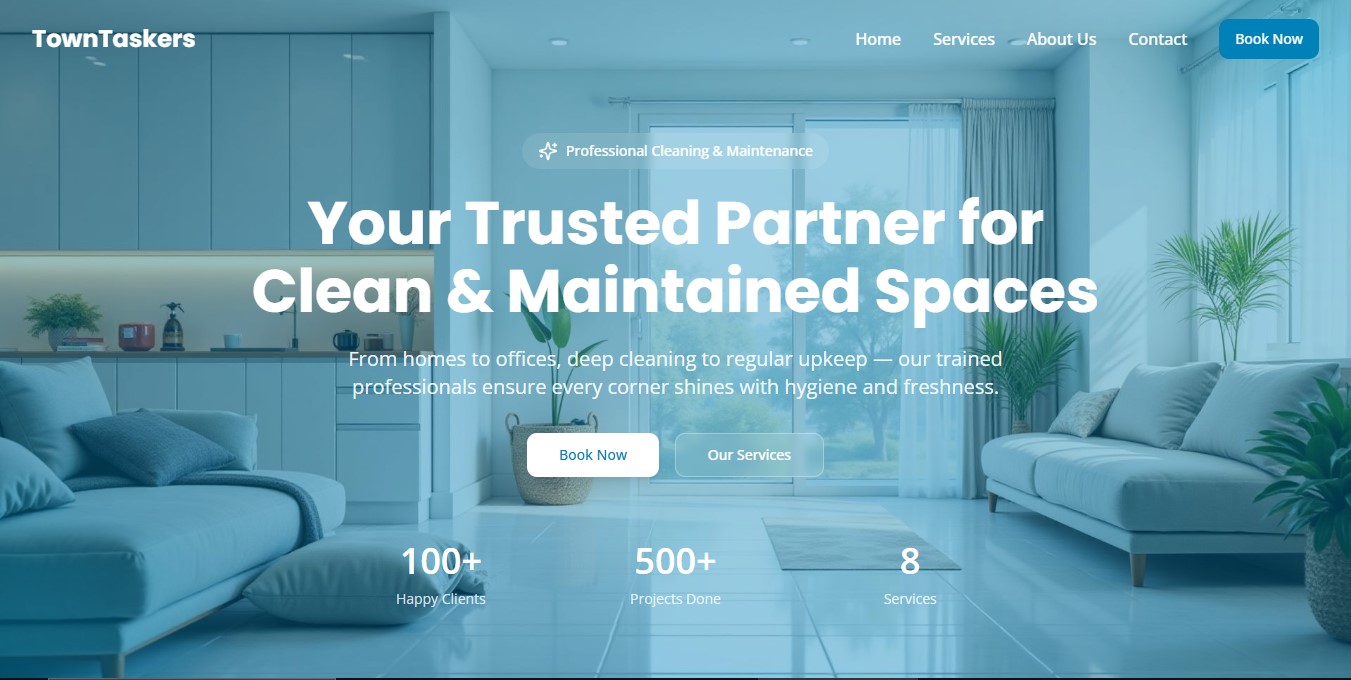 TownTaskers
Home
Services
About Us
Contact
Book Now
Professional Cleaning & Maintenance
Your Trusted Partner for
Clean & Maintained Spaces
From homes to offices, deep cleaning to regular upkeep — our trained
professionals ensure every corner shines with hygiene and freshness.
Book Now
Our Services
100+
Happy Clients
500+
Projects Done
8
Services